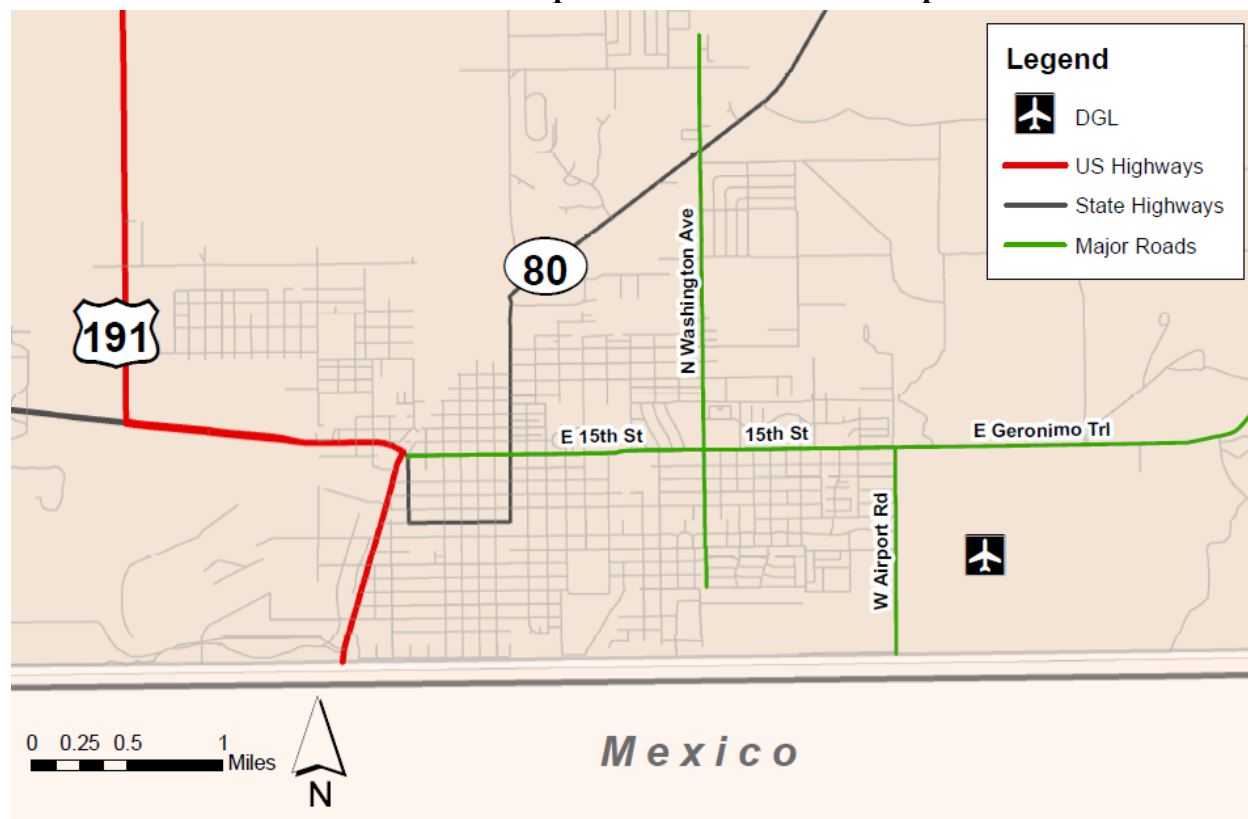 Legend
DGL
US Highways
State Highways
Major Roads
N Washington Ave
80
191
E 15th St
15th St
E Geronimo Trl
W Airport Rd
0 0.25 0.5 1
Miles
N
Mexico